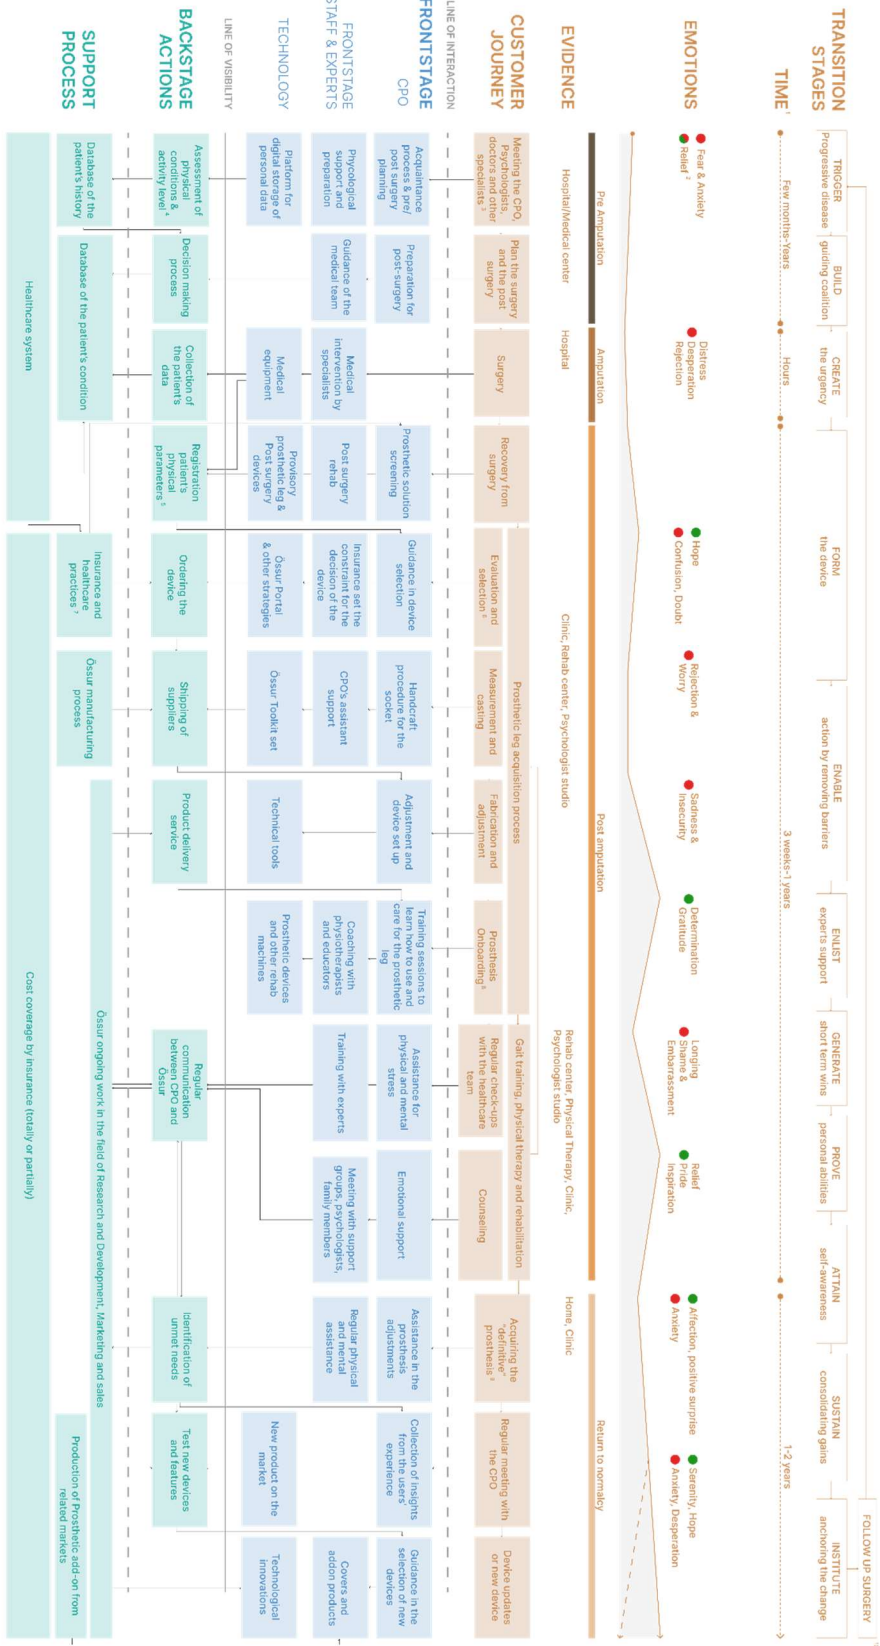 TRANSITION
STAGES
FOLLOW UP SURGERY
TRIGGER
Progressive disease
BUILD
guiding coalition
CREATE
the urgency
FORM
the device
ENABLE
action by removing barriers
ENLIST
experts support
GENERATE
short term wins
PROVE
personal abilities
ATTAIN
self-awareness
SUSTAIN
consolidating gains
INSTITUTE
anchoring the change
TIME 1
Few months-Years
Hours
3 weeks-1 years
1-2 years
EMOTIONS
Fear & Anxiety
Relief 2
Distress
Desperation
Rejection
Hope
Confusion, Doubt
Rejection &
Worry
Sadness &
Insecurity
Determination
Gratitude
Longing
Shame &
Embarrassment
Relief
Pride
Inspiration
Affection, positive surprise
Anxiety
Serenity, Hope
Anxiety, Desperation
Pre Amputation
Amputation
Post amputation
Return to normalcy
EVIDENCE
Hospital/Medical center
Hospital
Clinic, Rehab center, Psychologist studio
Rehab center, Physical Therapy, Clinic,
Psychologist studio
Home, Clinic
CUSTOMER
JOURNEY
Prosthetic leg acquisition process
Gait training, physical therapy and rehabilitation
Meeting the CPO,
Psychologists,
doctors and other
specialists 3
Plan the surgery
and the post
surgery
Surgery
Recovery from
surgery
Evaluation and
selection
Measurement and
casting
Fabrication and
adjustment
Prosthesis
Onboarding
Regular check-ups
with the healthcare
team
Counseling
Acquiring the
"definitive"
prosthesis
Regular meeting with
the CPO
Device updates
or new device
LINE OF INTERACTION
FRONTSTAGE
CPO
Acquaintance
process & pre/
post surgery
planning
Preparation for
post-surgery
Prosthetic solution
screening
Guidance in device
selection
Handcraft
procedure for the
socket
Adjustment and
device set up
Training sessions to
learn how to use and
care for the prosthetic
leg
Assistance for
physical and mental
stress
Emotional support
Assistance in the
prosthesis
adjustments
Collection of insights
from the users'
experience
Guidance in the
selection of new
devices
FRONTSTAGE
STAFF & EXPERTS
Phycological
support and
preparation
Guidance of the
medical team
Medical
intervention by
specialists
Post surgery
rehab
Insurance set the
constraint for the
decision of the
device
CPO's assistant
support
Coaching with
physiotherapists
and educators
Training with experts
Meeting with support
groups, psychologists,
family members
Regular physical
and mental
assistance
Covers and
addon products
TECHNOLOGY
Platform for
digital storage of
personal data
Medical
equipment
Provisory
prosthetic leg &
Post surgery
devices
Össur Portal
& other strategies
Össur Toolkit set
Technical tools
Prosthetic devices
and other rehab
machines
New product on the
market
Technological
innovations
LINE OF VISIBILITY
BACKSTAGE
ACTIONS
Assessment of
physical
conditions &
activity level 4
Decision making
process
Collection of
the patient's
data
Registration
patient's
physical
parameters 5
Ordering the
device
Shipping of
suppliers
Product delivery
service
Regular
communication
between CPO and
Össur
Identification of
unmet needs
Test new devices
and features
SUPPORT
PROCESS
Database of the
patient's history
Database of the patient's condition
Insurance and
healthcare
practices 7
Össur manufacturing
process
Össur ongoing work in the field of Research and Development, Marketing and sales
Production of Prosthetic add-on from
related markets
Healthcare system
Cost coverage by insurance (totally or partially)